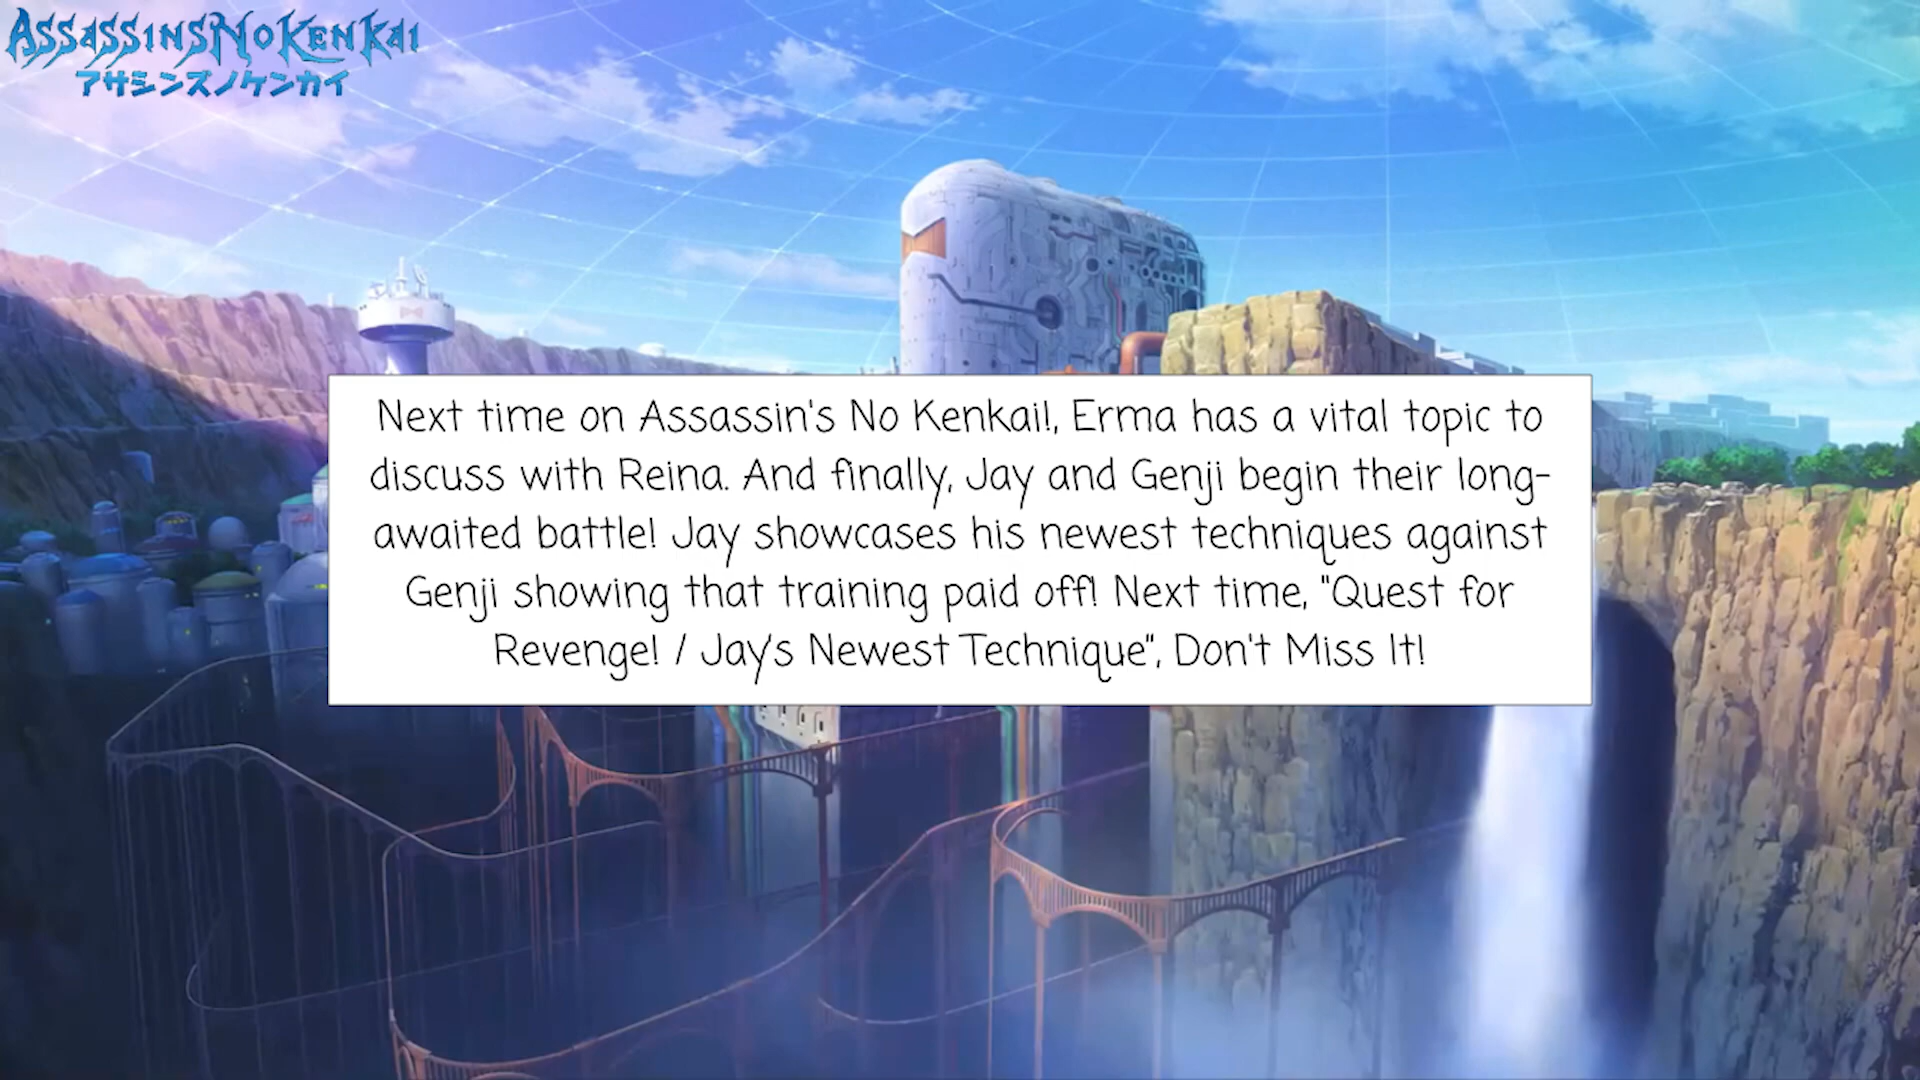 AssassinsNoKenKai
アサシンズノケンカイ
Next time on Assassin's No Kenkai!, Erma has a vital topic to
discuss with Reina. And finally, Jay and Genji begin their long-
awaited battle! Jay showcases his newest techniques against
Genji showing that training paid off! Next time, "Quest for
Revenge! / Jay's Newest Technique", Don't Miss It!